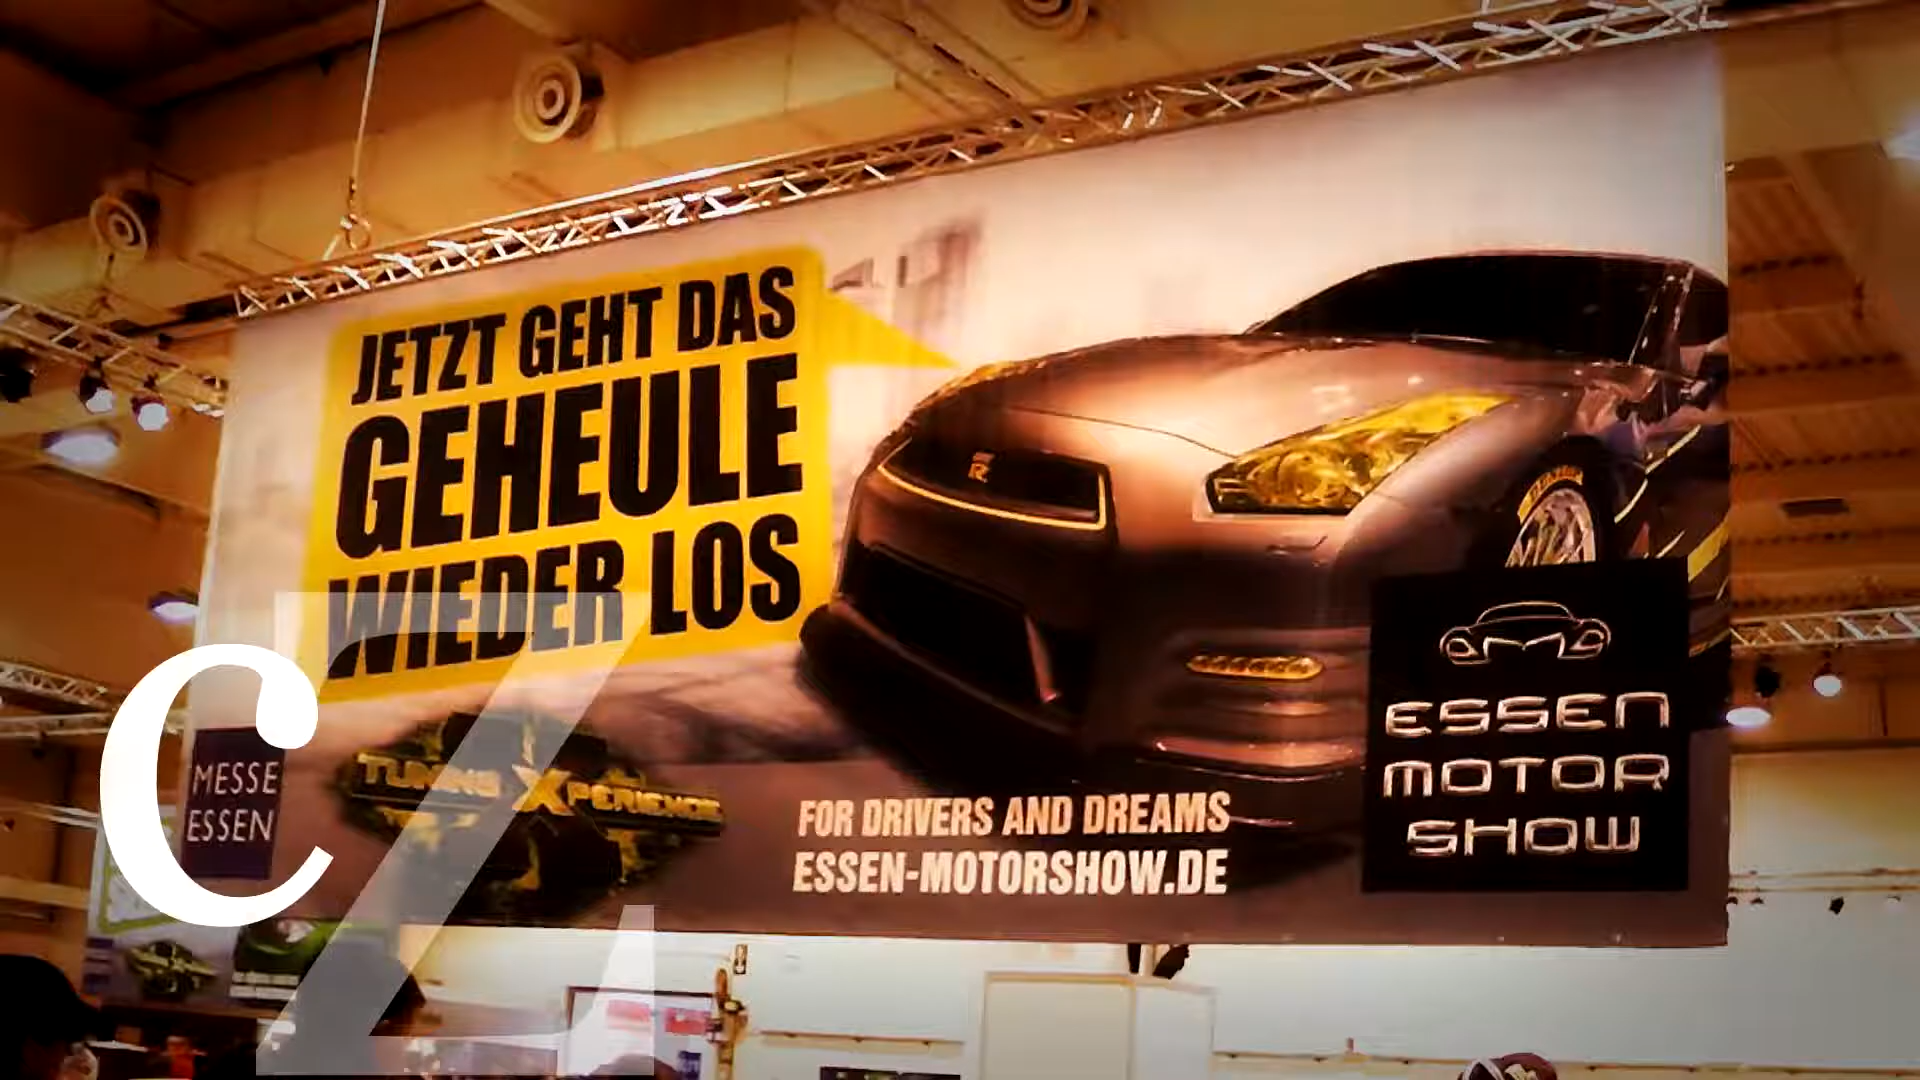 JETZT GEHT DAS
GEHEULE
WIEDER LOS
cZ
MESSE
ESSEN
TUNING XPERIENCE
FOR DRIVERS AND DREAMS
ESSEN-MOTORSHOW.DE
ESSEN
MOTOR
SHOW